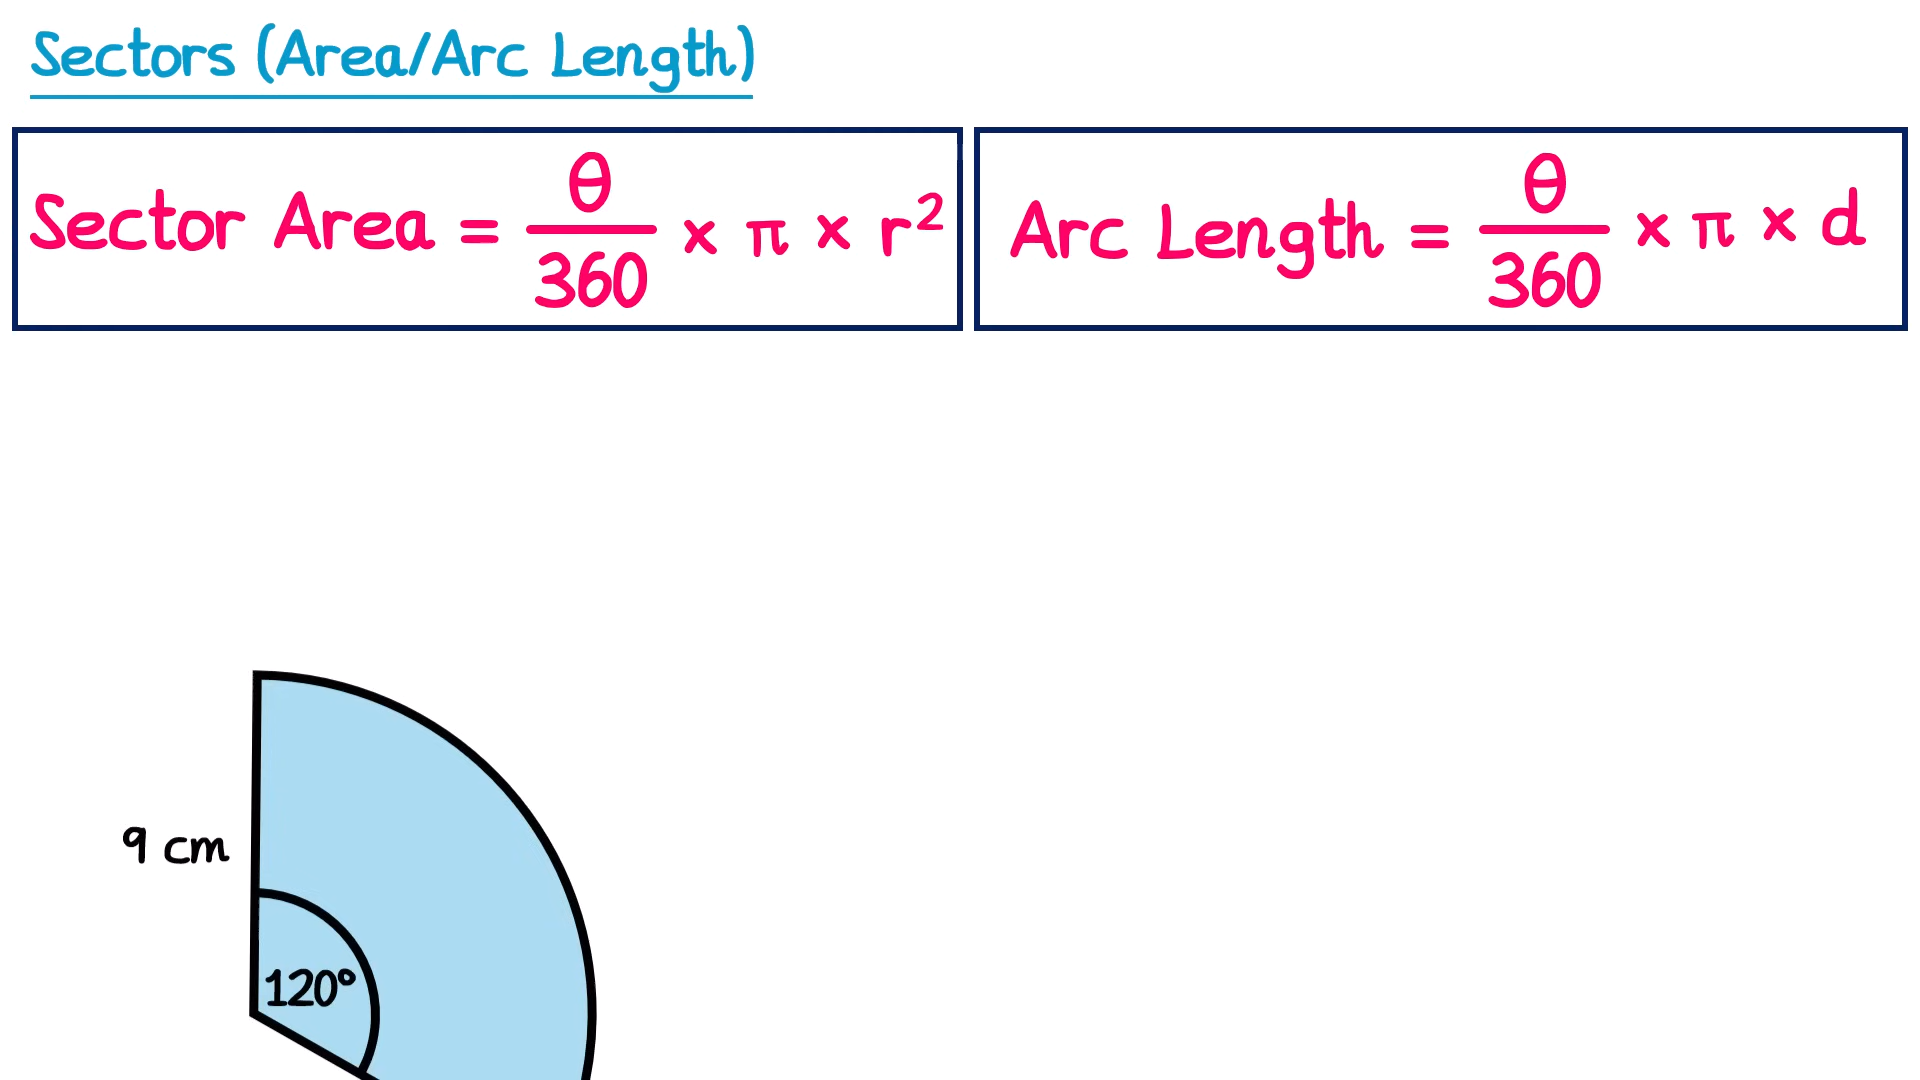 Sectors (Area/Arc Length)
Sector Area = θ/360 × π × r²
Arc Length = θ/360 × π × d
9 cm
120°